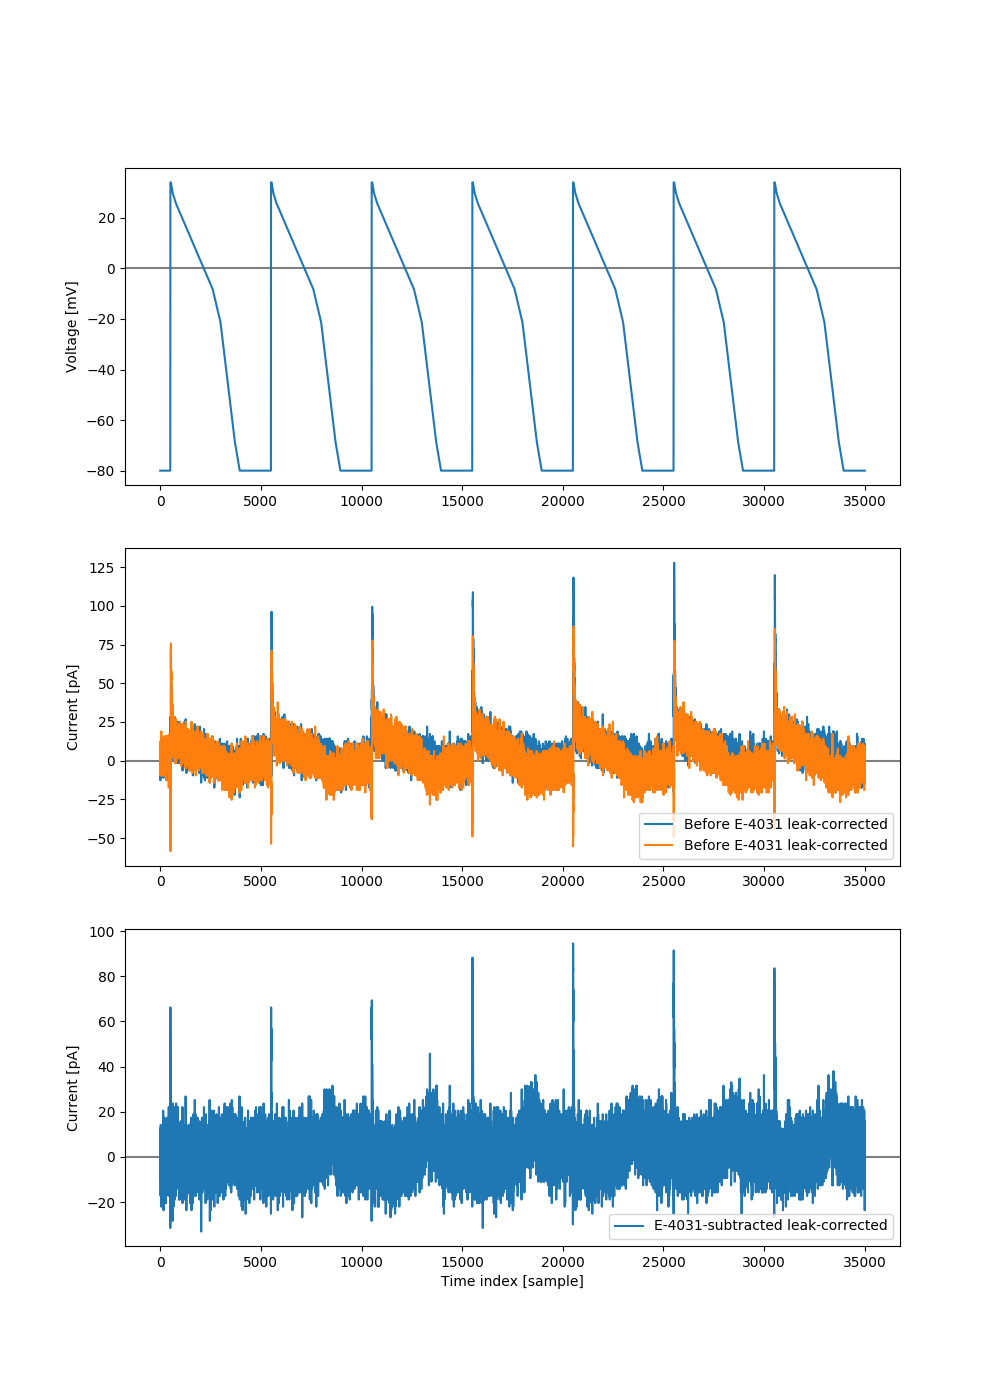 20
0
−20
−40
−60
−80
Voltage [mV]
0 5000 10000 15000 20000 25000 30000 35000
125
100
75
50
25
0
−25
−50
Current [pA]
Before E-4031 leak-corrected
Before E-4031 leak-corrected
0 5000 10000 15000 20000 25000 30000 35000
100
80
60
40
20
0
−20
Current [pA]
E-4031-subtracted leak-corrected
0 5000 10000 15000 20000 25000 30000 35000
Time index [sample]